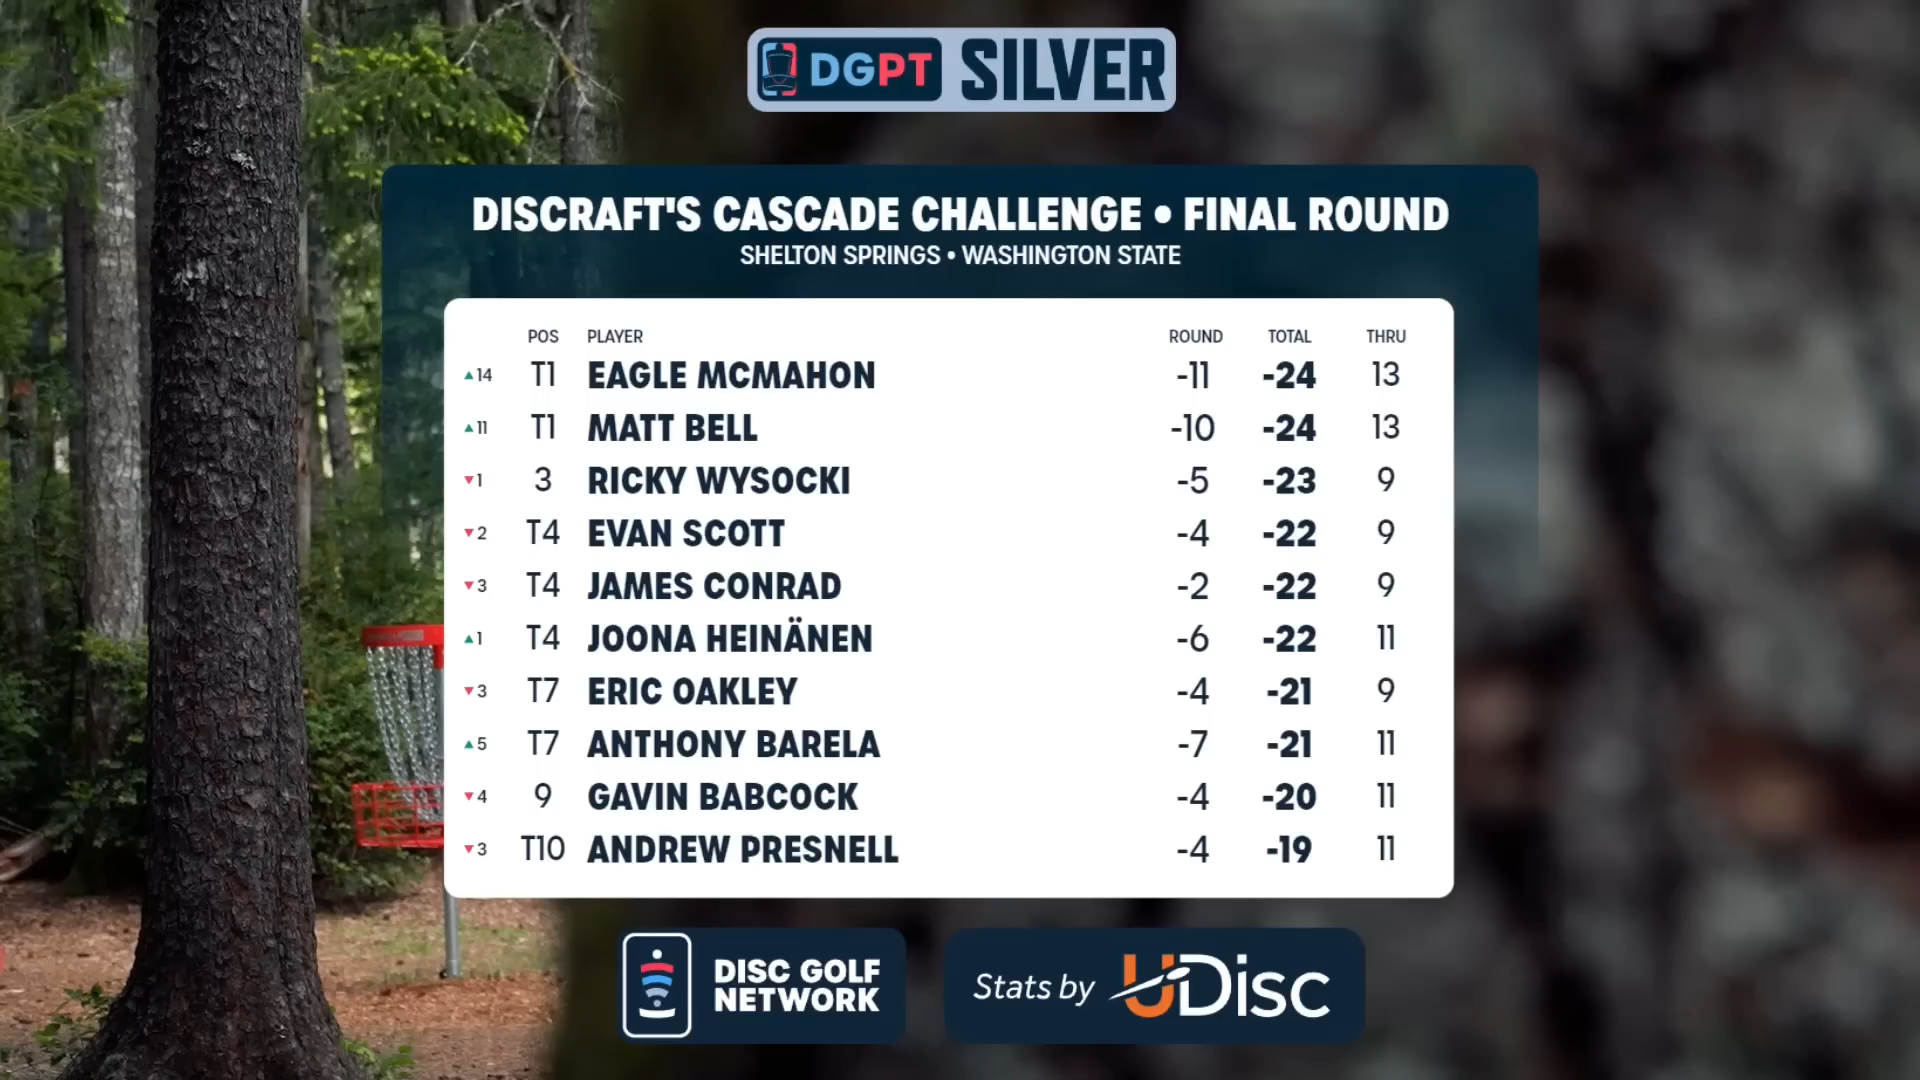 DGPT SILVER
DISCRAFT'S CASCADE CHALLENGE • FINAL ROUND
SHELTON SPRINGS • WASHINGTON STATE
POS PLAYER ROUND TOTAL THRU
▲14 T1 EAGLE MCMAHON -11 -24 13
▲11 T1 MATT BELL -10 -24 13
▼1 3 RICKY WYSOCKI -5 -23 9
▼2 T4 EVAN SCOTT -4 -22 9
▼3 T4 JAMES CONRAD -2 -22 9
▲1 T4 JOONA HEINÄNEN -6 -22 11
▼3 T7 ERIC OAKLEY -4 -21 9
▲5 T7 ANTHONY BARELA -7 -21 11
▼4 9 GAVIN BABCOCK -4 -20 11
▼3 T10 ANDREW PRESNELL -4 -19 11
DISC GOLF
NETWORK
Stats by UDisc